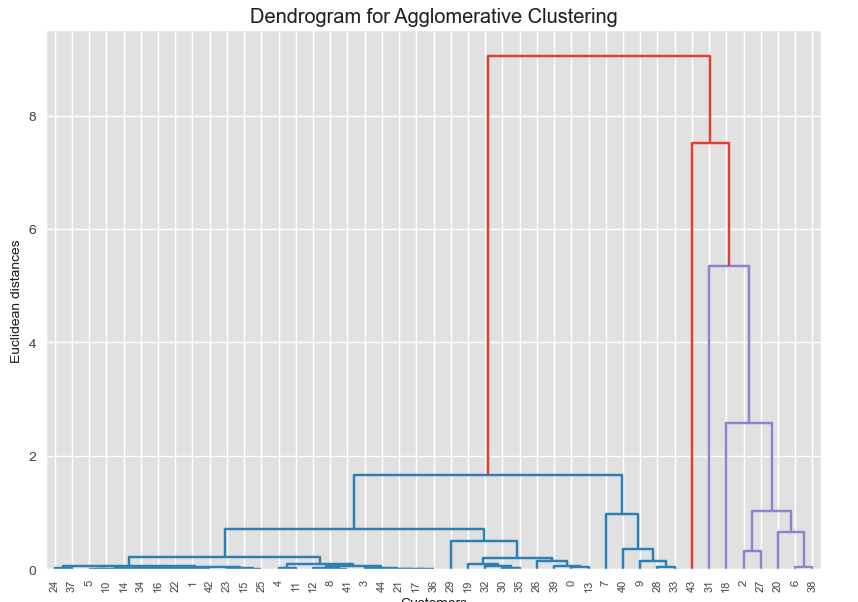 Dendrogram for Agglomerative Clustering
Euclidean distances
8
6
4
2
0
24 37 5 10 14 34 16 22 1 42 23 15 25 4 11 12 8 41 3 44 21 17 36 29 19 32 30 35 26 39 0 13 7 40 9 28 33 43 31 18 2 27 20 6 38
Customers